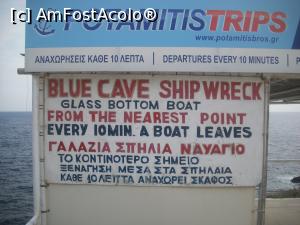 [c] AmFostAcolo®
POTAMITISTRIPS
www.potamitisbros.gr
ΑΝΑΧΩΡΗΣΕΙΣ ΚΑΘΕ 10 ΛΕΠΤΑ | DEPARTURES EVERY 10 MINUTES
BLUE CAVE SHIPWRECK
GLASS BOTTOM BOAT
FROM THE NEAREST POINT
EVERY 10MIN. A BOAT LEAVES
ΓΑΛΑΖΙΑ ΣΠΗΛΙΑ ΝΑΥΑΓΙΟ
ΤΟ ΚΟΝΤΙΝΟΤΕΡΟ ΣΗΜΕΙΟ
ΞΕΝΑΓΗΣΗ ΜΕΣΑ ΣΤΑ ΣΠΗΛΑΙΑ
ΚΑΘΕ 10 ΛΕΠΤΑ ΑΝΑΧΩΡΕΙ ΣΚΑΦΟΣ